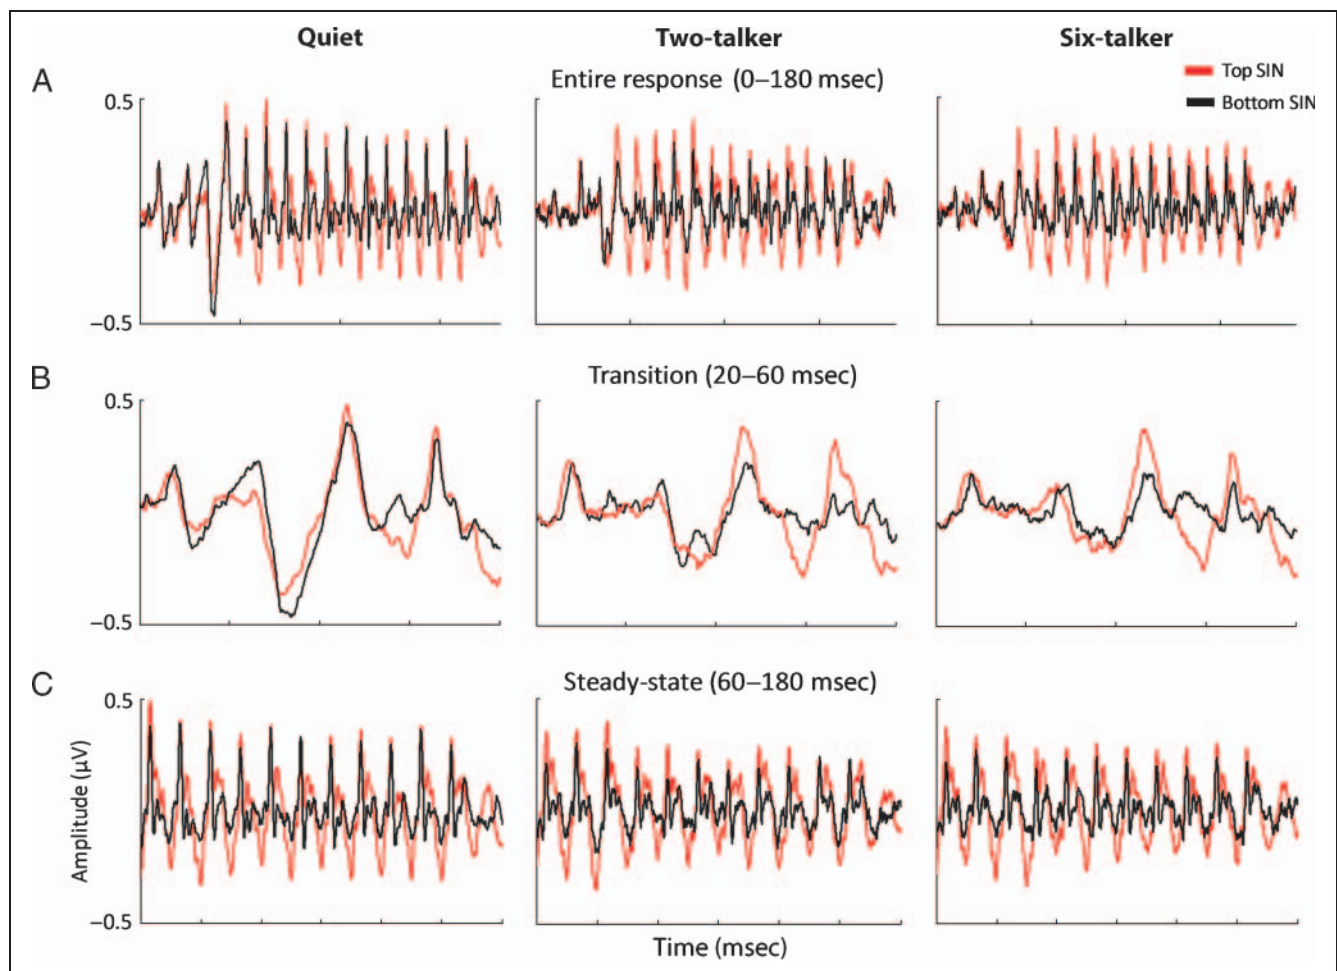 Quiet Two-talker Six-talker
A Entire response (0–180 msec)
Top SIN
Bottom SIN
0.5
–0.5
B Transition (20–60 msec)
0.5
–0.5
C Steady-state (60–180 msec)
0.5
Amplitude (µV)
–0.5
Time (msec)